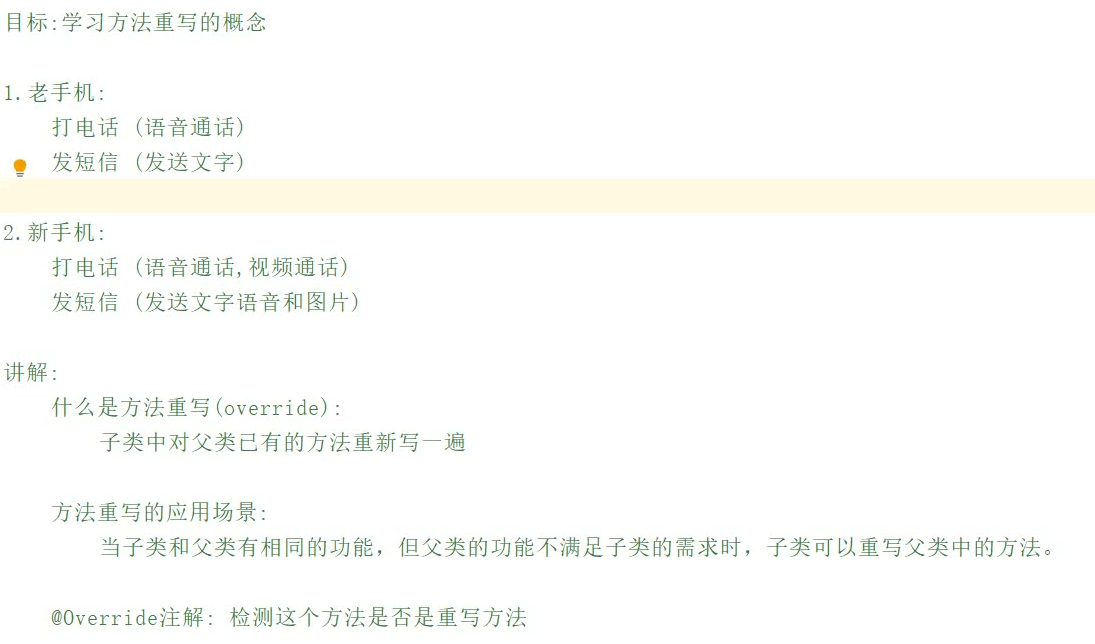 目标:学习方法重写的概念
1.老手机:
打电话 (语音通话)
发短信 (发送文字)
2.新手机:
打电话 (语音通话,视频通话)
发短信 (发送文字语音和图片)
讲解:
什么是方法重写(override):
子类中对父类已有的方法重新写一遍
方法重写的应用场景:
当子类和父类有相同的功能，但父类的功能不满足子类的需求时，子类可以重写父类中的方法。
@Override注解: 检测这个方法是否是重写方法